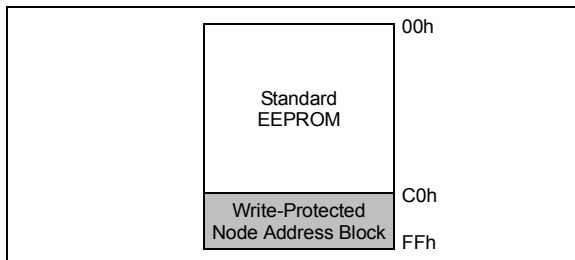 00h
Standard
EEPROM
C0h
Write-Protected
Node Address Block
FFh